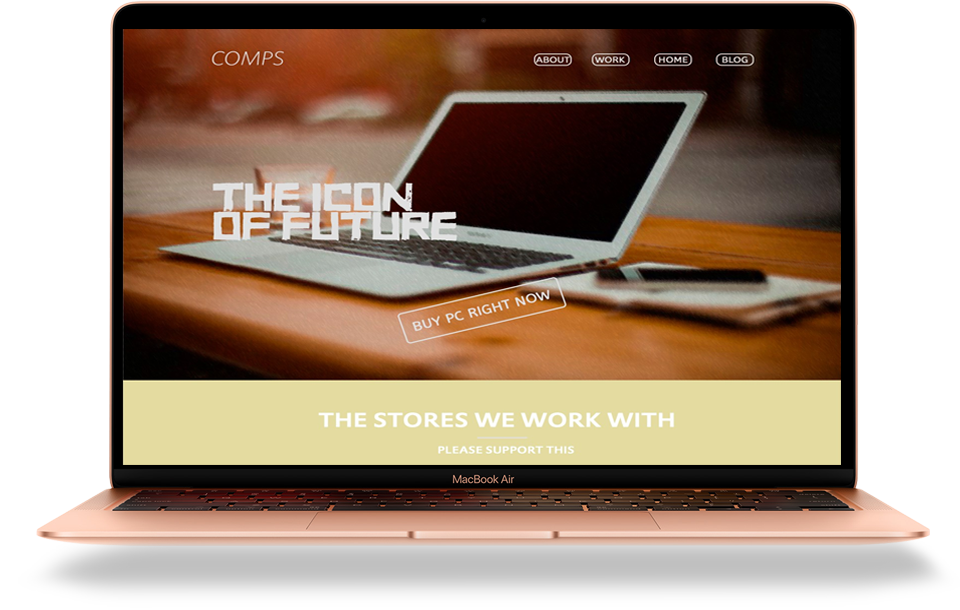 COMPS
ABOUT
WORK
HOME
BLOG
THE ICON
OF FUTURE
BUY PC RIGHT NOW
THE STORES WE WORK WITH
PLEASE SUPPORT THIS
MacBook Air